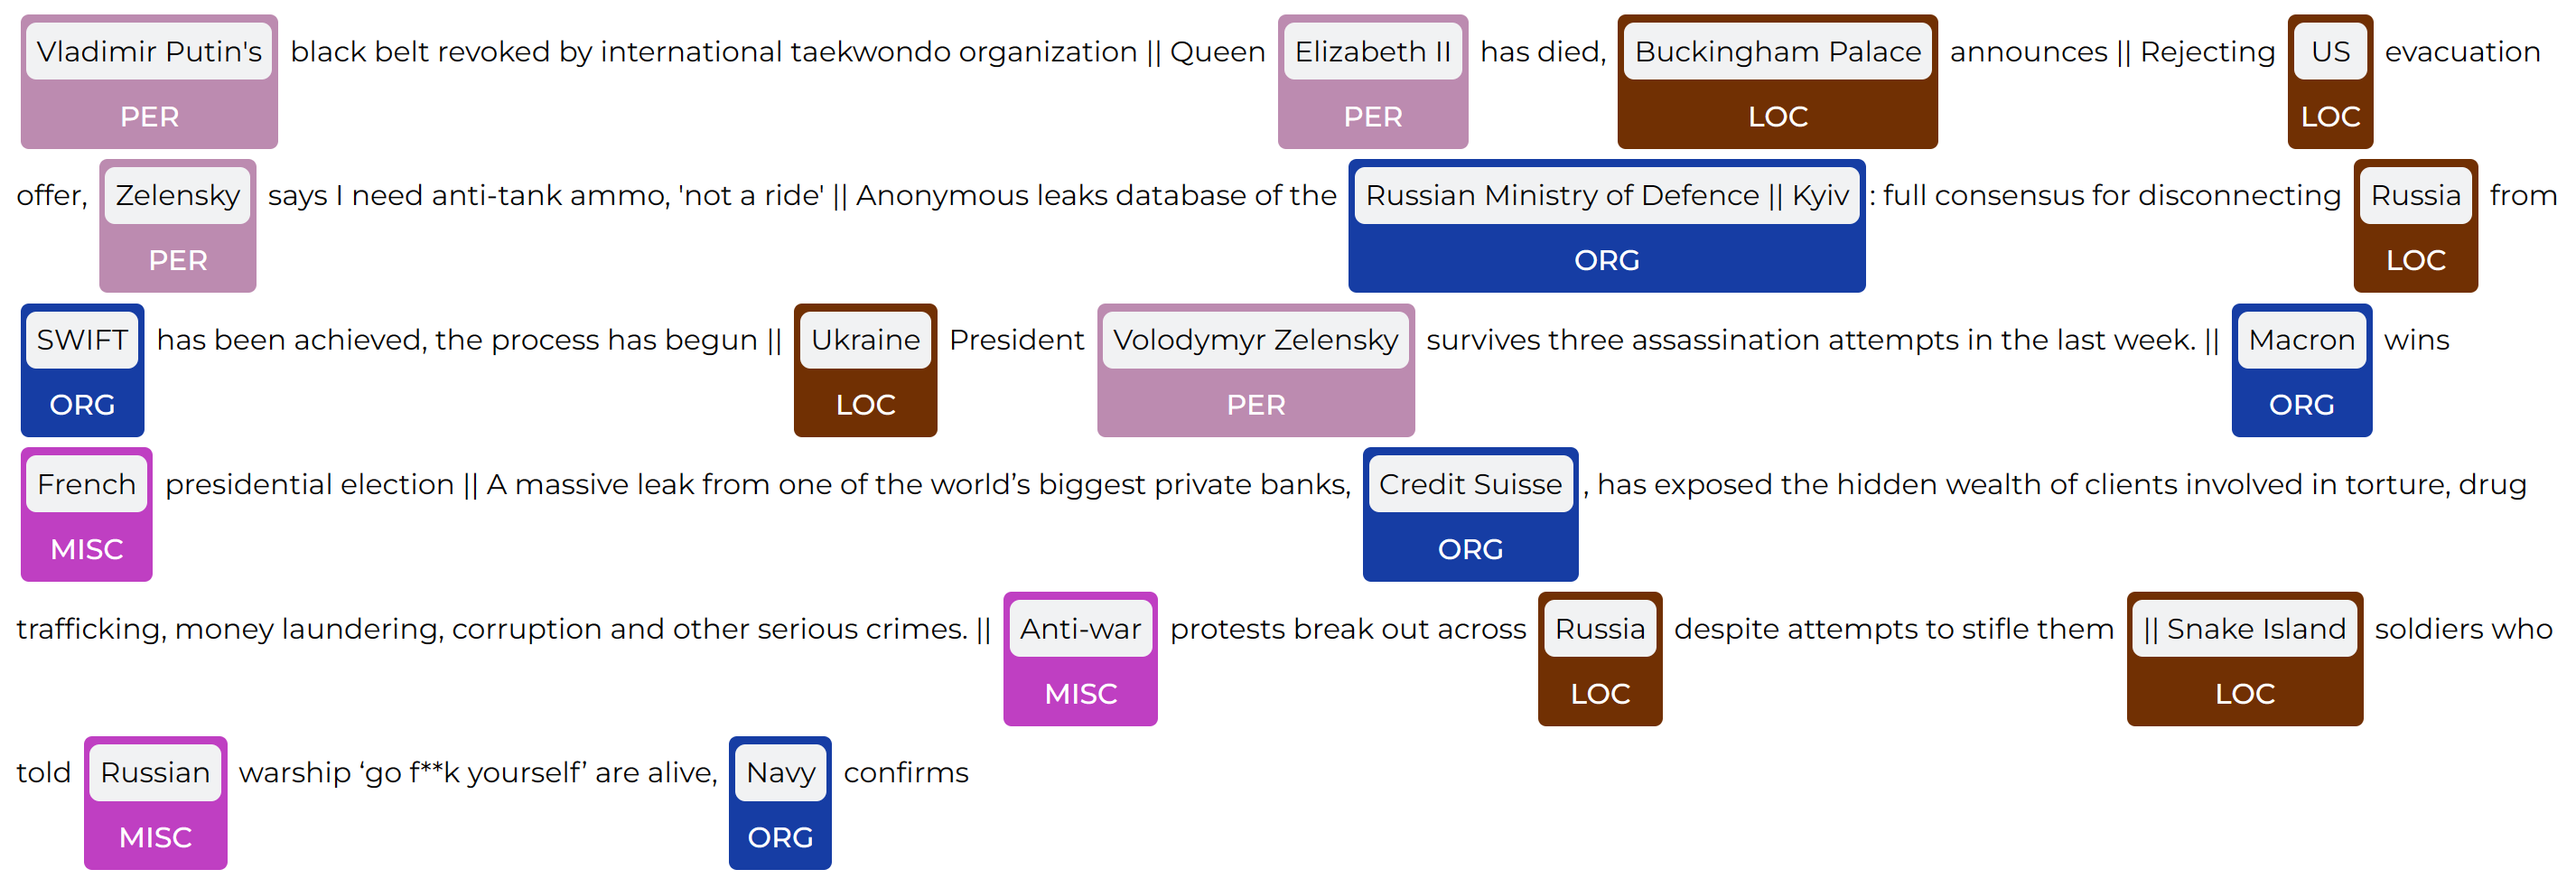 Vladimir Putin's black belt revoked by international taekwondo organization || Queen Elizabeth II has died, Buckingham Palace announces || Rejecting US evacuation
PER PER LOC LOC
offer, Zelensky says I need anti-tank ammo, 'not a ride' || Anonymous leaks database of the Russian Ministry of Defence || Kyiv : full consensus for disconnecting Russia from
PER ORG LOC
SWIFT has been achieved, the process has begun || Ukraine President Volodymyr Zelensky survives three assassination attempts in the last week. || Macron wins
ORG LOC PER ORG
French presidential election || A massive leak from one of the world’s biggest private banks, Credit Suisse , has exposed the hidden wealth of clients involved in torture, drug
MISC ORG
trafficking, money laundering, corruption and other serious crimes. || Anti-war protests break out across Russia despite attempts to stifle them || Snake Island soldiers who
MISC LOC LOC
told Russian warship ‘go f**k yourself’ are alive, Navy confirms
MISC ORG